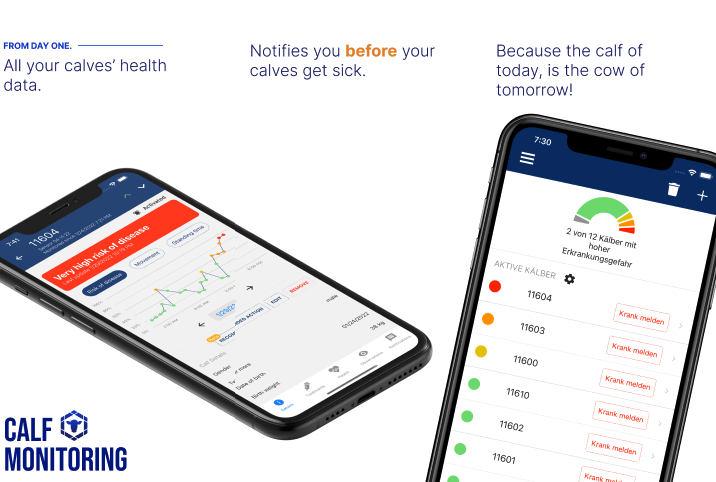 FROM DAY ONE.
All your calves’ health
data.
Notifies you before your
calves get sick.
Because the calf of
today, is the cow of
tomorrow!
7:41
11604
Activated
Very high risk of disease
Risk of disease
Movement
Standing time
EDIT
REMOVE
Calf Details
Gender
male
Date of birth
01/24/2022
Birth weight
38 kg
7:30
2 von 12 Kälber mit
hoher
Erkrankungsgefahr
AKTIVE KÄLBER
11604
Krank melden
11603
Krank melden
11600
Krank melden
11610
Krank melden
11602
Krank melden
11601
CALF
MONITORING